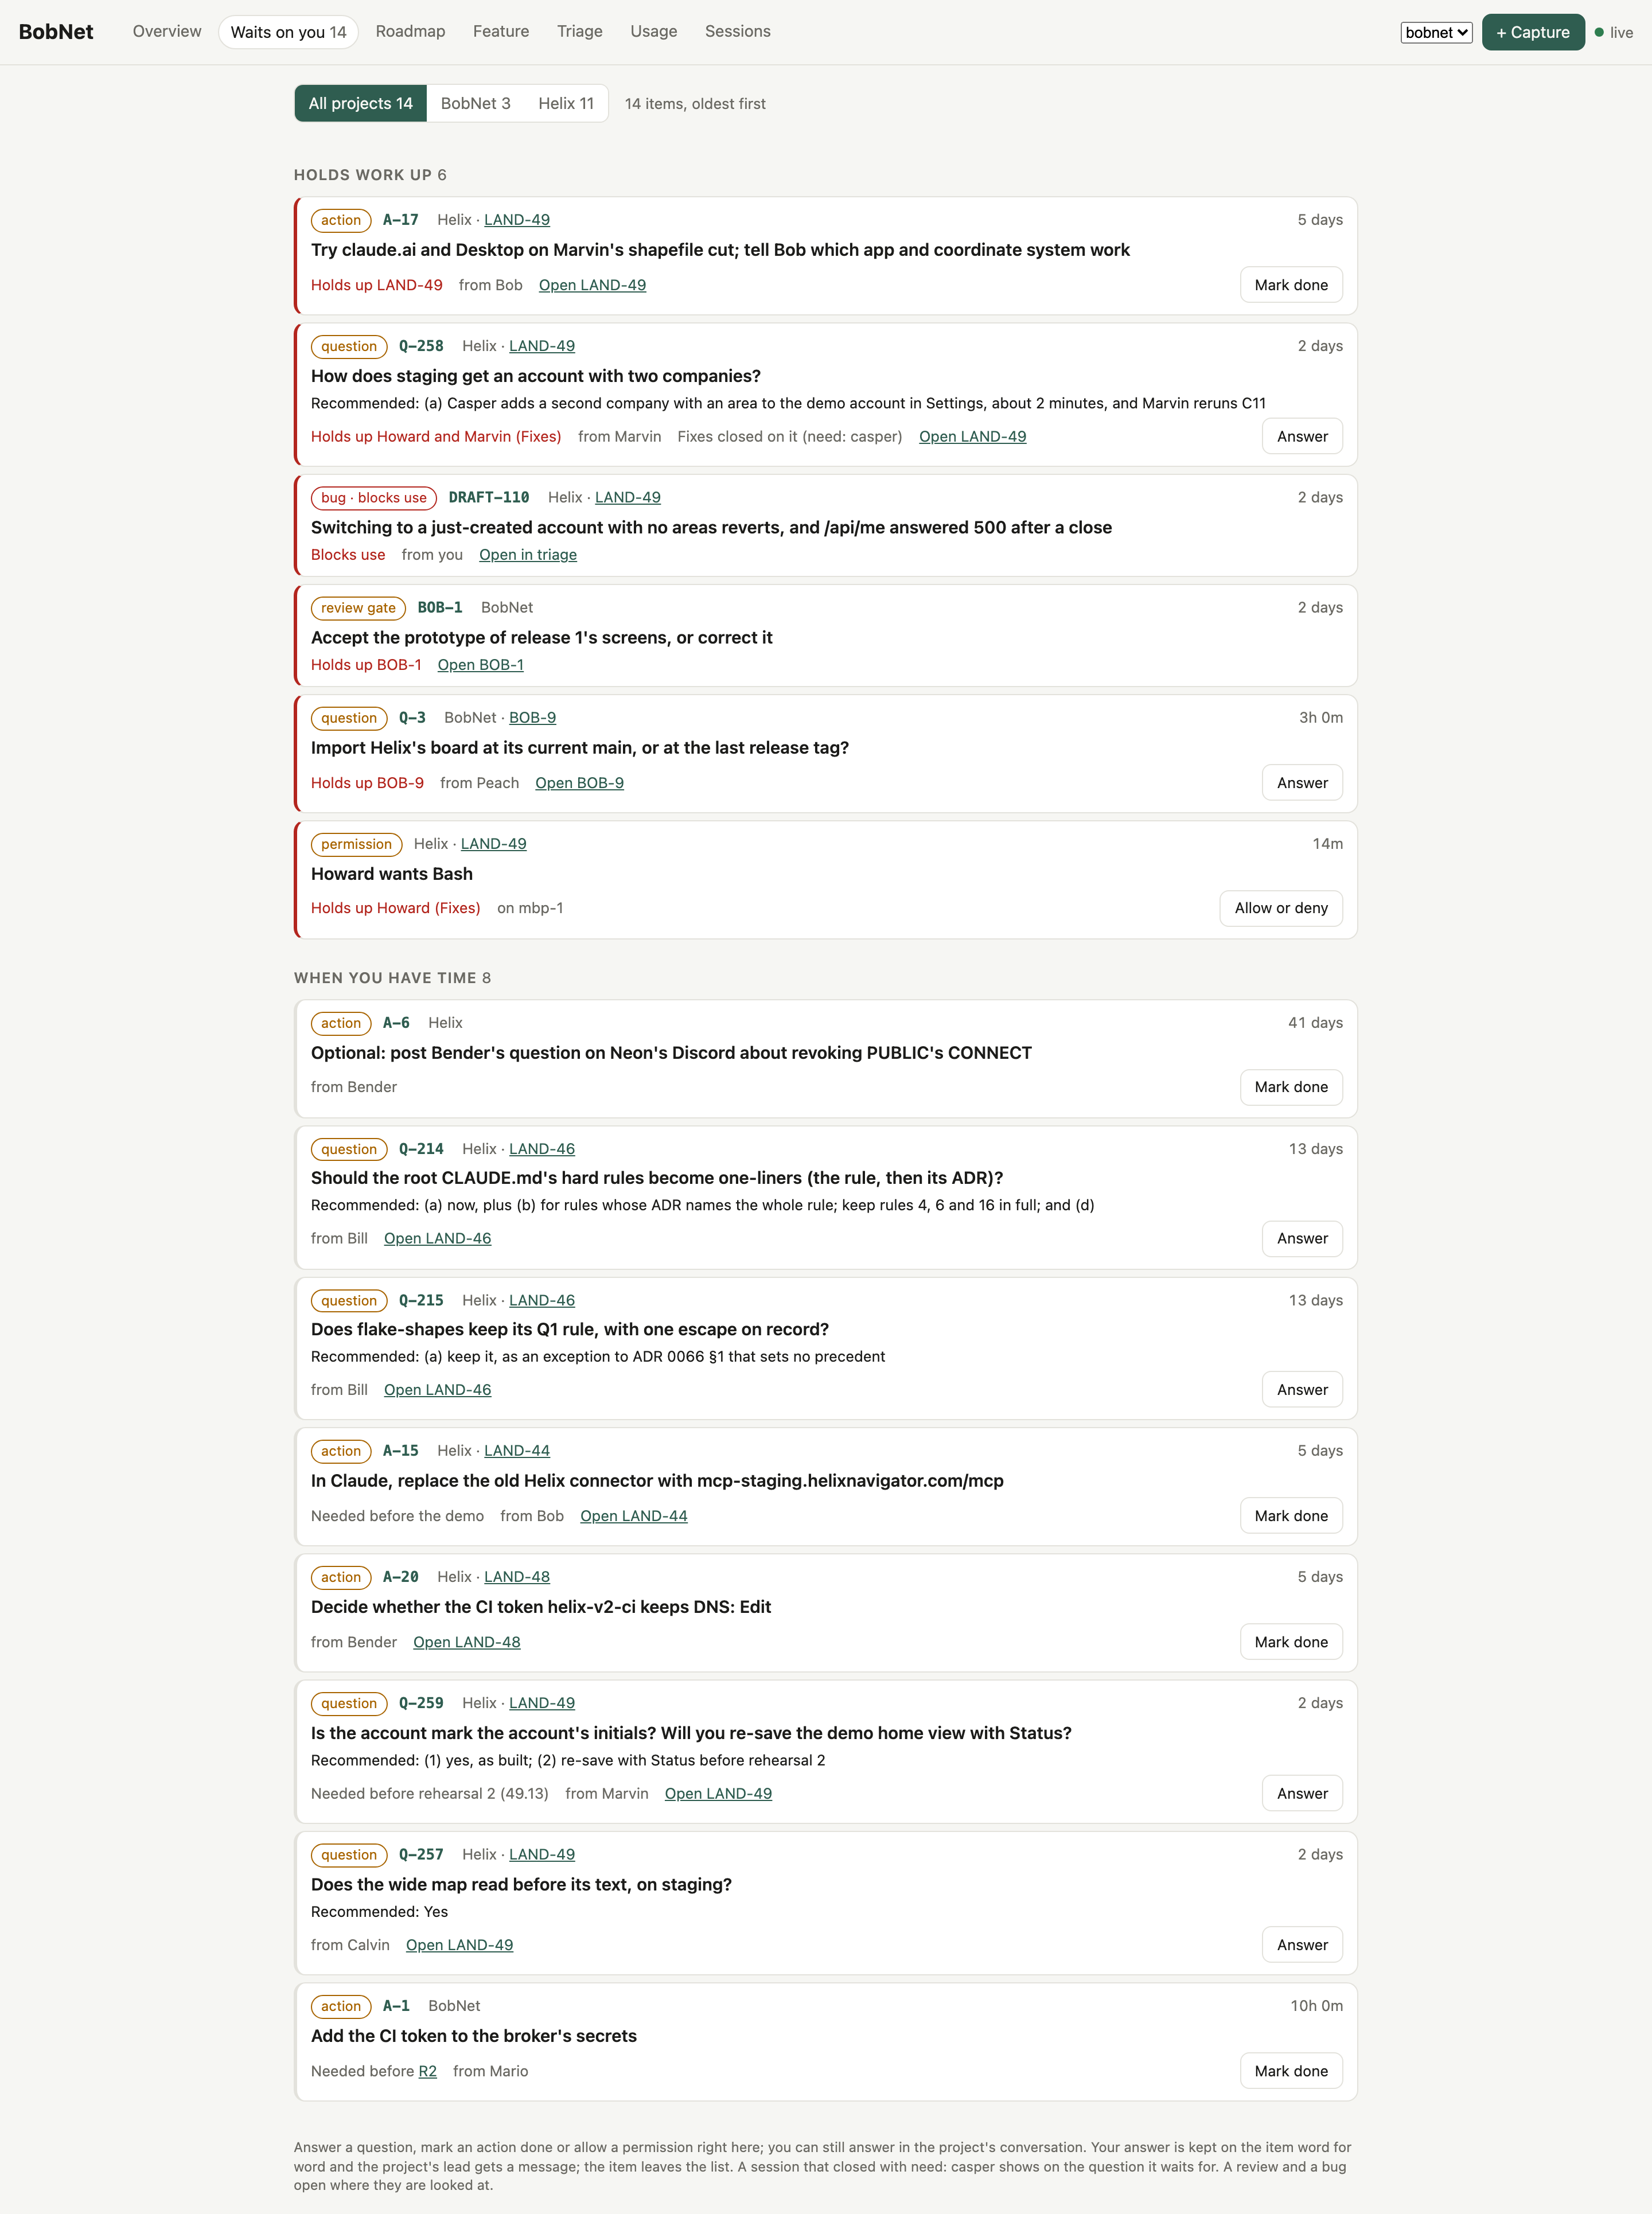 BobNet Overview Waits on you 14 Roadmap Feature Triage Usage Sessions bobnet + Capture live
All projects 14 BobNet 3 Helix 11 14 items, oldest first
HOLDS WORK UP 6
action A-17 Helix · LAND-49 5 days
Try claude.ai and Desktop on Marvin's shapefile cut; tell Bob which app and coordinate system work
Holds up LAND-49 from Bob Open LAND-49 Mark done
question Q-258 Helix · LAND-49 2 days
How does staging get an account with two companies?
Recommended: (a) Casper adds a second company with an area to the demo account in Settings, about 2 minutes, and Marvin reruns C11
Holds up Howard and Marvin (Fixes) from Marvin Fixes closed on it (need: casper) Open LAND-49 Answer
bug · blocks use DRAFT-110 Helix · LAND-49 2 days
Switching to a just-created account with no areas reverts, and /api/me answered 500 after a close
Blocks use from you Open in triage
review gate BOB-1 BobNet 2 days
Accept the prototype of release 1's screens, or correct it
Holds up BOB-1 Open BOB-1
question Q-3 BobNet · BOB-9 3h 0m
Import Helix's board at its current main, or at the last release tag?
Holds up BOB-9 from Peach Open BOB-9 Answer
permission Helix · LAND-49 14m
Howard wants Bash
Holds up Howard (Fixes) on mbp-1 Allow or deny
WHEN YOU HAVE TIME 8
action A-6 Helix 41 days
Optional: post Bender's question on Neon's Discord about revoking PUBLIC's CONNECT
from Bender Mark done
question Q-214 Helix · LAND-46 13 days
Should the root CLAUDE.md's hard rules become one-liners (the rule, then its ADR)?
Recommended: (a) now, plus (b) for rules whose ADR names the whole rule; keep rules 4, 6 and 16 in full; and (d)
from Bill Open LAND-46 Answer
question Q-215 Helix · LAND-46 13 days
Does flake-shapes keep its Q1 rule, with one escape on record?
Recommended: (a) keep it, as an exception to ADR 0066 §1 that sets no precedent
from Bill Open LAND-46 Answer
action A-15 Helix · LAND-44 5 days
In Claude, replace the old Helix connector with mcp-staging.helixnavigator.com/mcp
Needed before the demo from Bob Open LAND-44 Mark done
action A-20 Helix · LAND-48 5 days
Decide whether the CI token helix-v2-ci keeps DNS: Edit
from Bender Open LAND-48 Mark done
question Q-259 Helix · LAND-49 2 days
Is the account mark the account's initials? Will you re-save the demo home view with Status?
Recommended: (1) yes, as built; (2) re-save with Status before rehearsal 2
Needed before rehearsal 2 (49.13) from Marvin Open LAND-49 Answer
question Q-257 Helix · LAND-49 2 days
Does the wide map read before its text, on staging?
Recommended: Yes
from Calvin Open LAND-49 Answer
action A-1 BobNet 10h 0m
Add the CI token to the broker's secrets
Needed before R2 from Mario Mark done
Answer a question, mark an action done or allow a permission right here; you can still answer in the project's conversation. Your answer is kept on the item word for
word and the project's lead gets a message; the item leaves the list. A session that closed with need: casper shows on the question it waits for. A review and a bug
open where they are looked at.